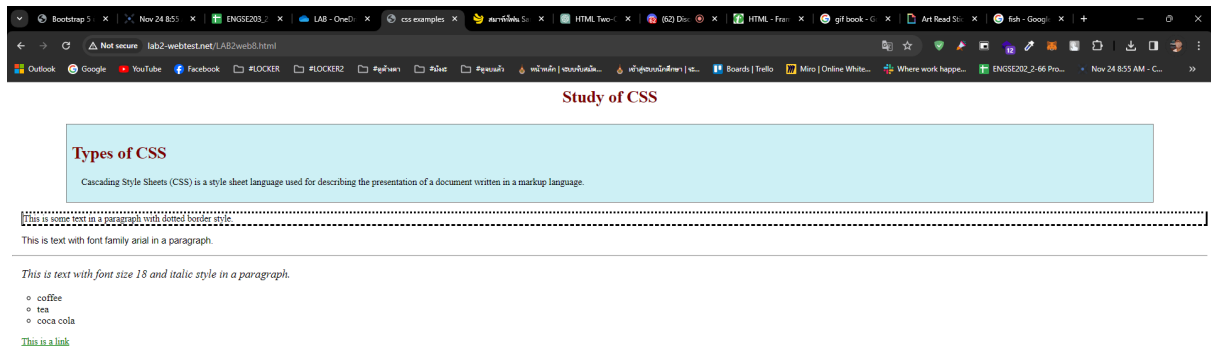 Bootstrap 5
Nov 24 8:55
ENGSE203_2
LAB - OneDr
css examples
HTML Two-C
(62) Disc
HTML - Fran
gif book - G
Art Read Stic
fish - Google
Not secure lab2-webtest.net/LAB2web8.html
12
Outlook Google YouTube Facebook #LOCKER #LOCKER2 Boards | Trello Miro | Online White... Where work happe... ENGSE202_2-66 Pro... Nov 24 8:55 AM - C...
Study of CSS
Types of CSS
Cascading Style Sheets (CSS) is a style sheet language used for describing the presentation of a document written in a markup language.
This is some text in a paragraph with dotted border style.
This is text with font family arial in a paragraph.
This is text with font size 18 and italic style in a paragraph.
coffee
tea
coca cola
This is a link